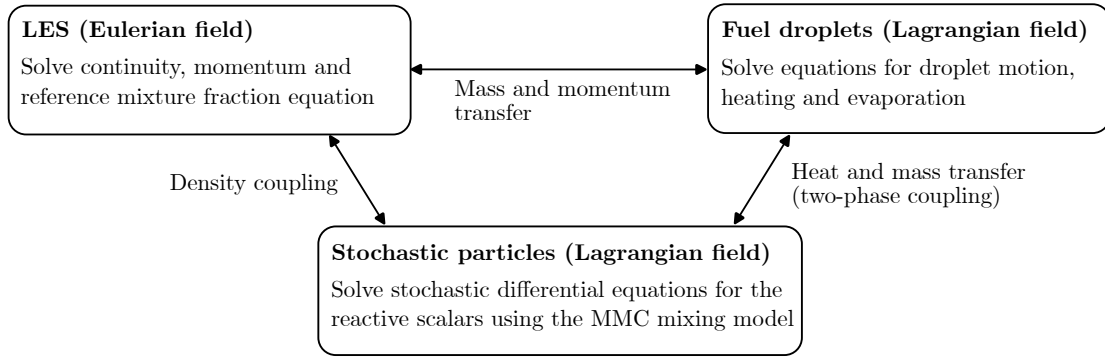 LES (Eulerian field)
Solve continuity, momentum and
reference mixture fraction equation
Mass and momentum
transfer
Fuel droplets (Lagrangian field)
Solve equations for droplet motion,
heating and evaporation
Density coupling
Heat and mass transfer
(two-phase coupling)
Stochastic particles (Lagrangian field)
Solve stochastic differential equations for the
reactive scalars using the MMC mixing model